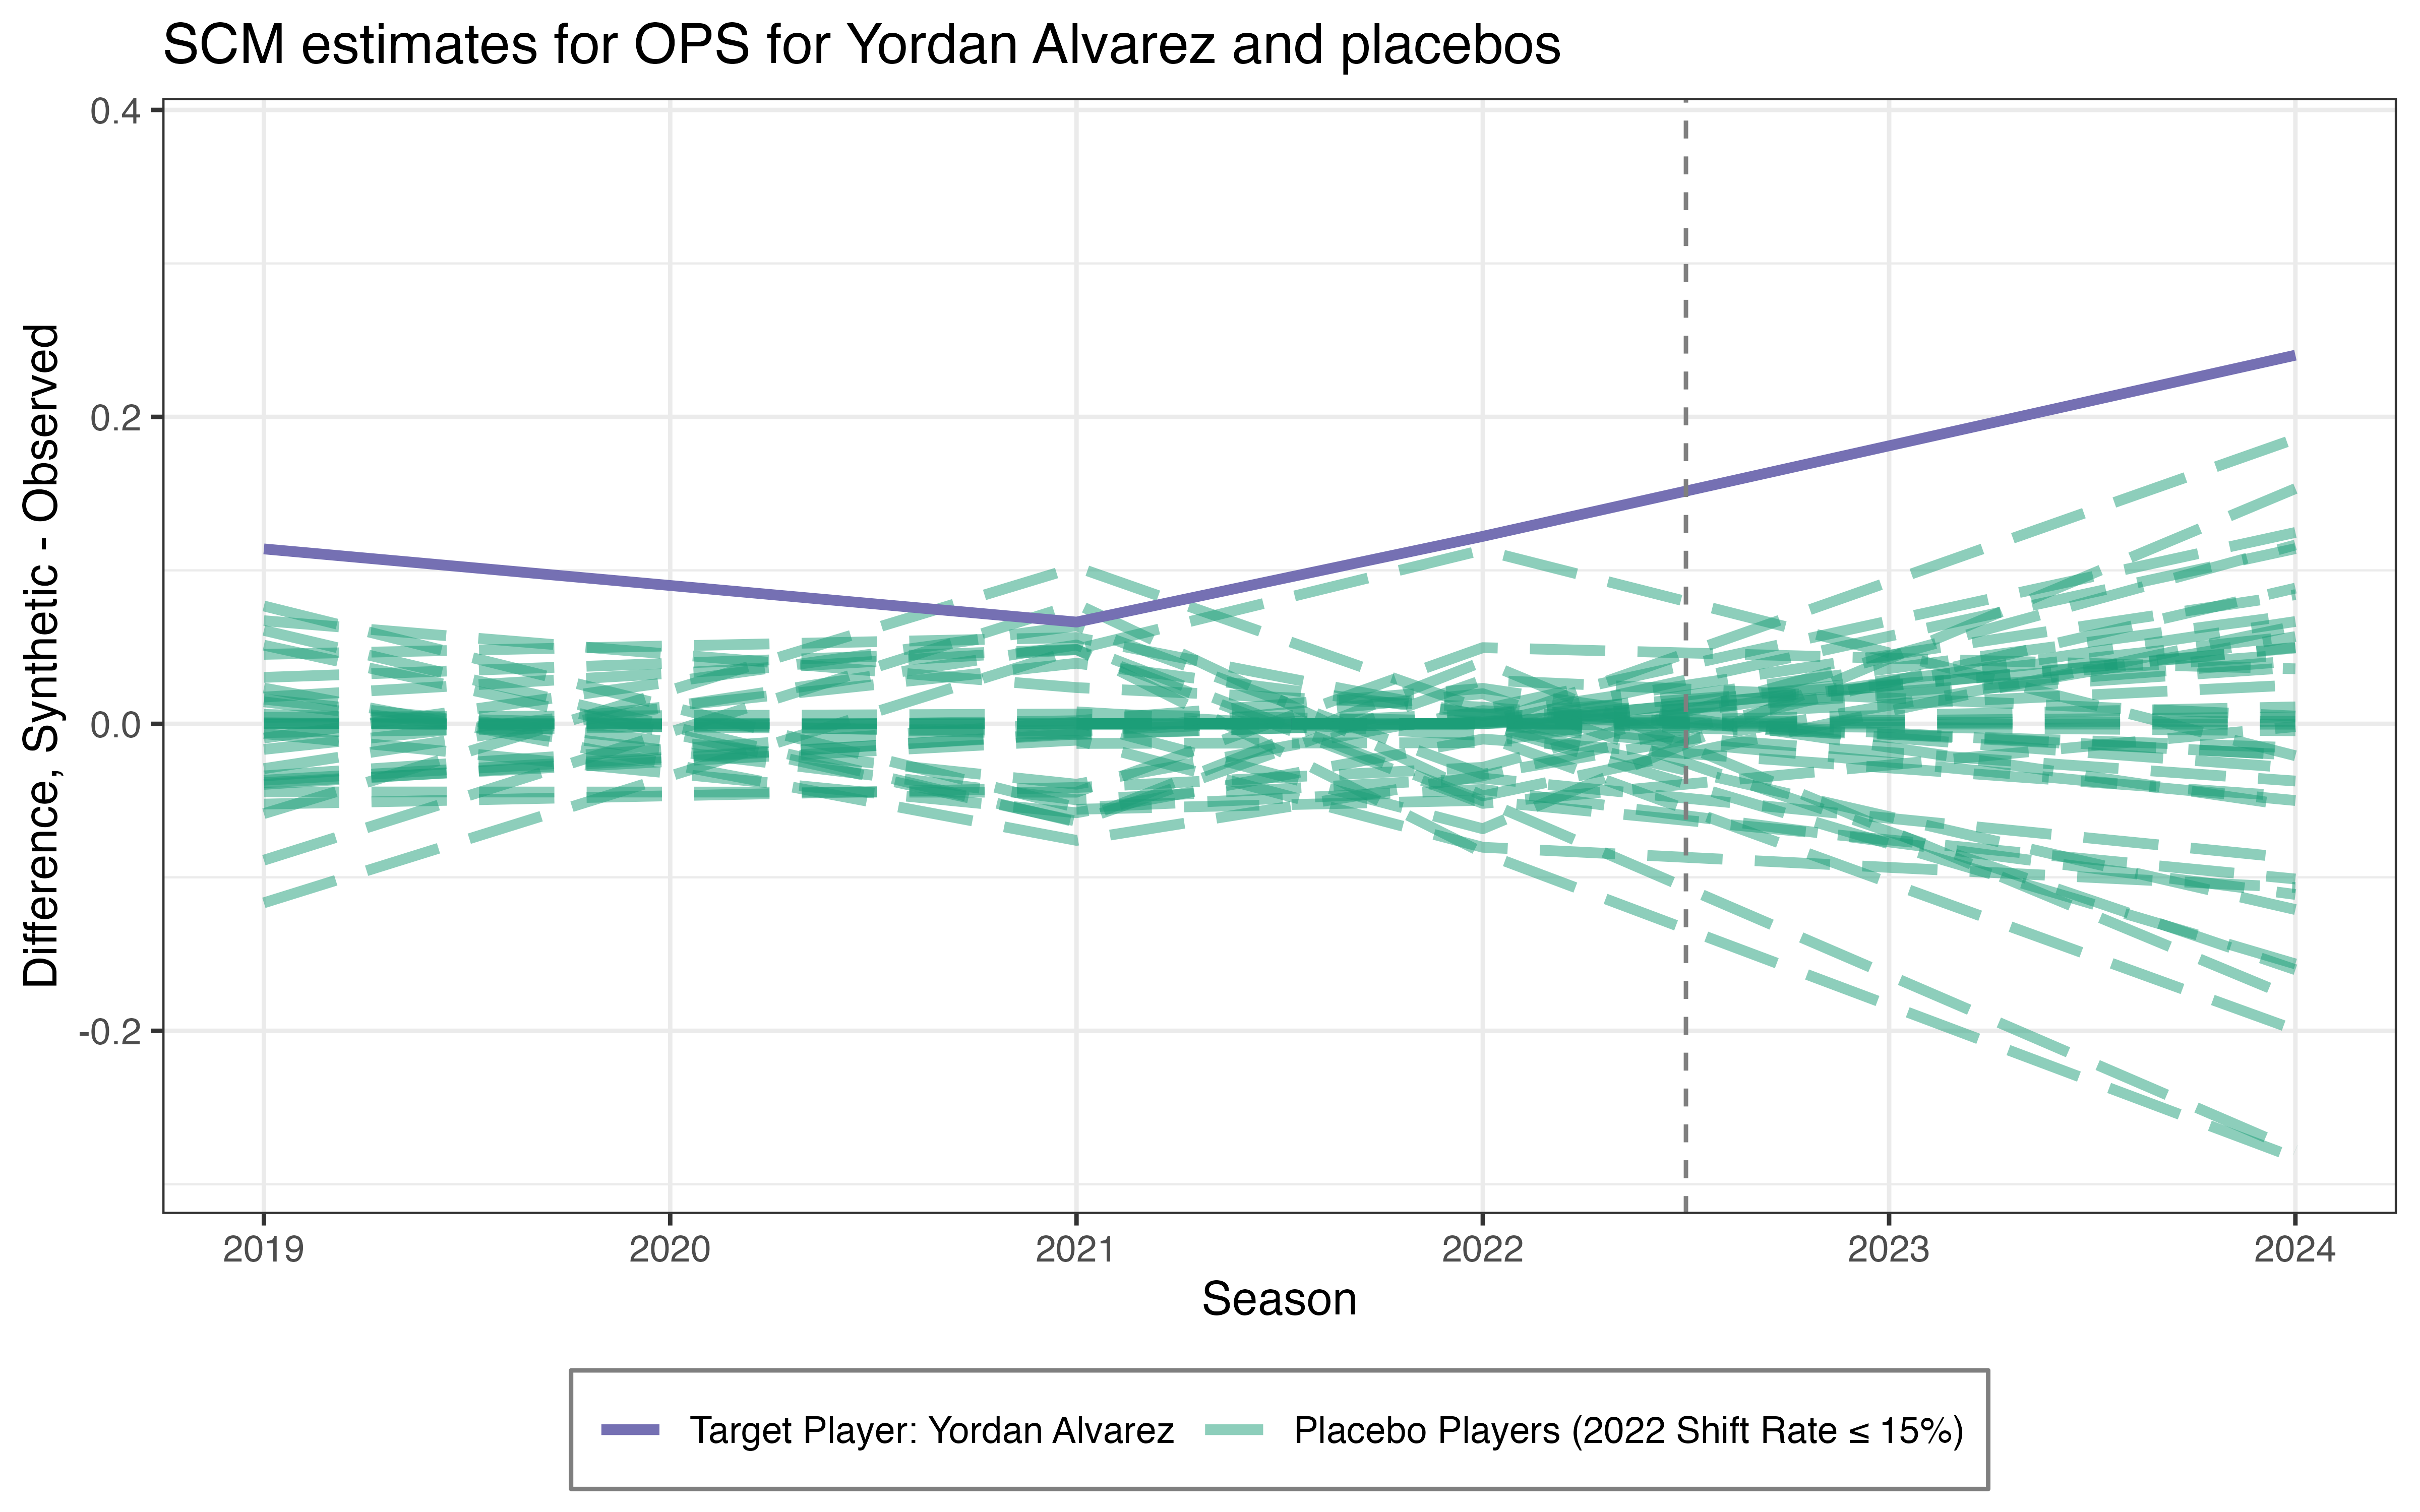 SCM estimates for OPS for Yordan Alvarez and placebos
Difference, Synthetic - Observed
0.4
0.2
0.0
-0.2
2019 2020 2021 2022 2023 2024
Season
Target Player: Yordan Alvarez Placebo Players (2022 Shift Rate ≤ 15%)